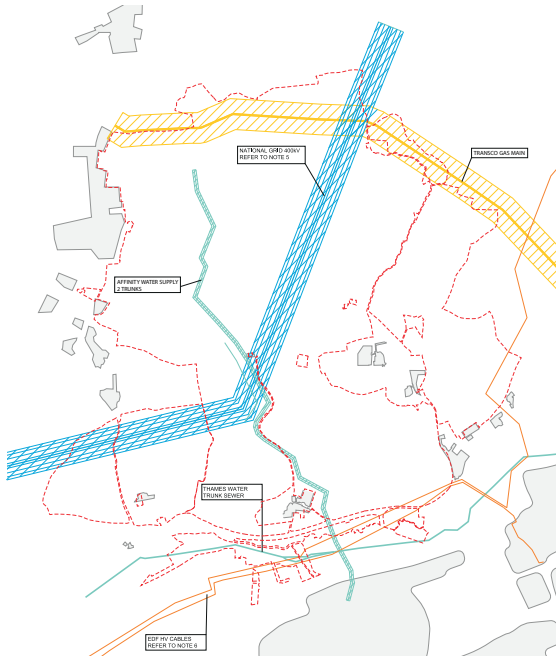 NATIONAL GRID 400kV
REFER TO NOTE 5
TRANSCO GAS MAIN
AFFINITY WATER SUPPLY
2 TRUNKS
THAMES WATER
TRUNK SEWER
EDF HV CABLES
REFER TO NOTE 6